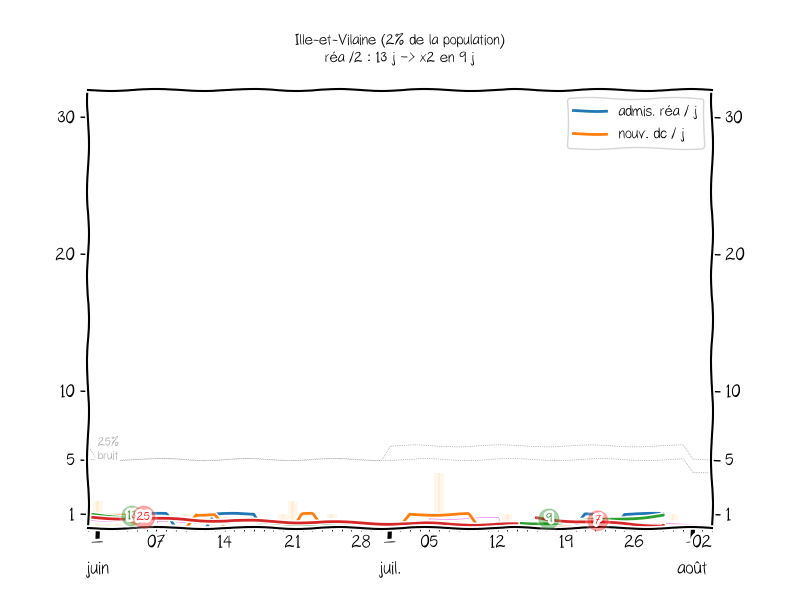 Ille-et-Vilaine (2% de la population)
réa /2 : 13 j -> x2 en 9 j
admis. réa / j
nouv. dc / j
30
30
20
20
10
10
25%
bruit
5
5
1
1
25
9
7
07
14
21
28
05
12
19
26
02
juin
juil.
août